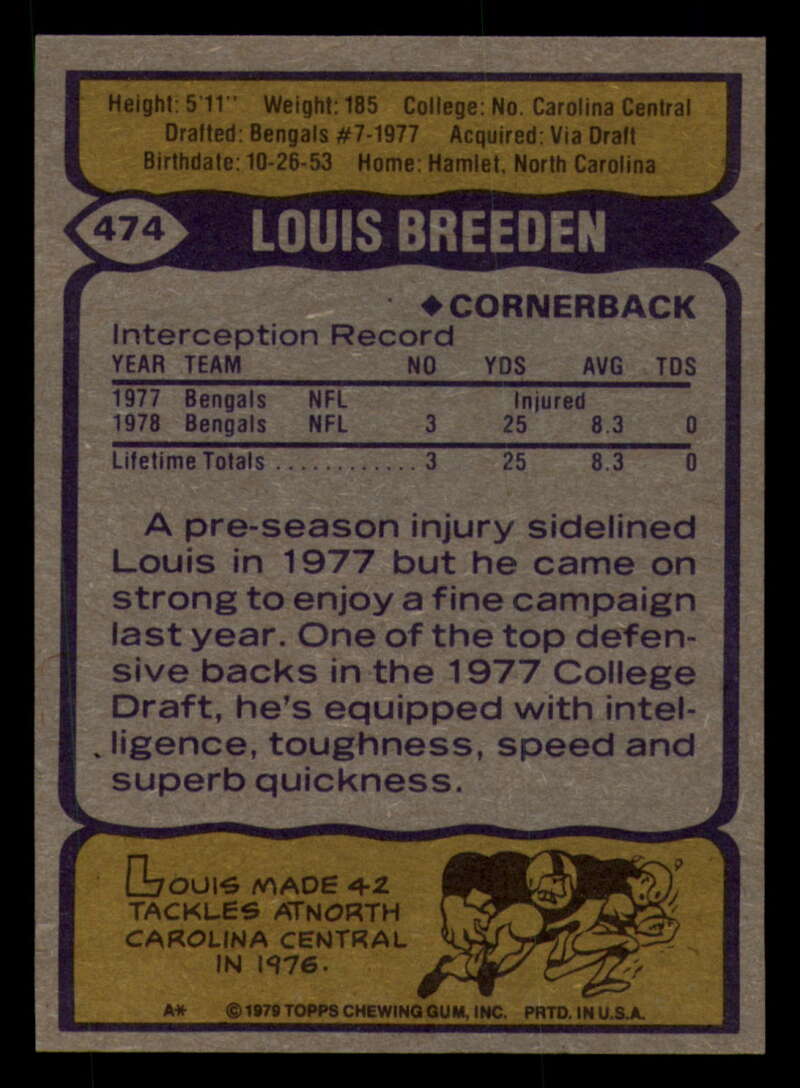 Height: 5'11" Weight: 185 College: No. Carolina Central
Drafted: Bengals #7-1977 Acquired: Via Draft
Birthdate: 10-26-53 Home: Hamlet, North Carolina
474 LOUIS BREEDEN
◆CORNERBACK
Interception Record
YEAR TEAM NO YDS AVG TDS
1977 Bengals NFL Injured
1978 Bengals NFL 3 25 8.3 0
Lifetime Totals ............. 3 25 8.3 0
A pre-season injury sidelined
Louis in 1977 but he came on
strong to enjoy a fine campaign
last year. One of the top defen-
sive backs in the 1977 College
Draft, he's equipped with intel-
ligence, toughness, speed and
superb quickness.
LOUIS MADE 42
TACKLES AT NORTH
CAROLINA CENTRAL
IN 1976.
A* ©1979 TOPPS CHEWING GUM, INC. PRTD. IN U.S.A.